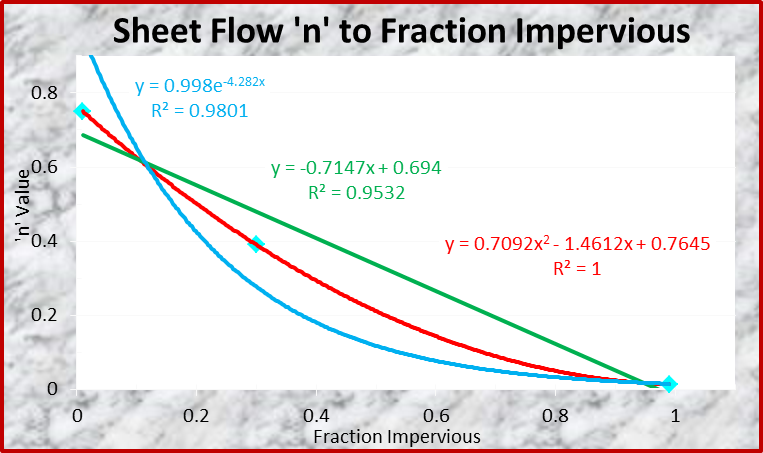 Sheet Flow 'n' to Fraction Impervious
y = 0.998e^-4.282x
R² = 0.9801
y = -0.7147x + 0.694
R² = 0.9532
y = 0.7092x² - 1.4612x + 0.7645
R² = 1
'n' Value
0.8
0.6
0.4
0.2
0
0 0.2 0.4 0.6 0.8 1
Fraction Impervious